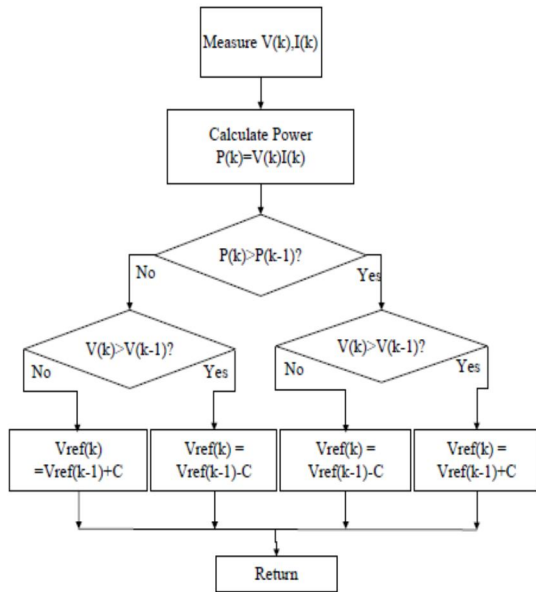 Measure V(k),I(k)
Calculate Power
P(k)=V(k)I(k)
P(k)>P(k-1)?
No
Yes
V(k)>V(k-1)?
No
Yes
V(k)>V(k-1)?
No
Yes
Vref(k)
=Vref(k-1)+C
Vref(k) =
Vref(k-1)-C
Vref(k) =
Vref(k-1)-C
Vref(k) =
Vref(k-1)+C
Return